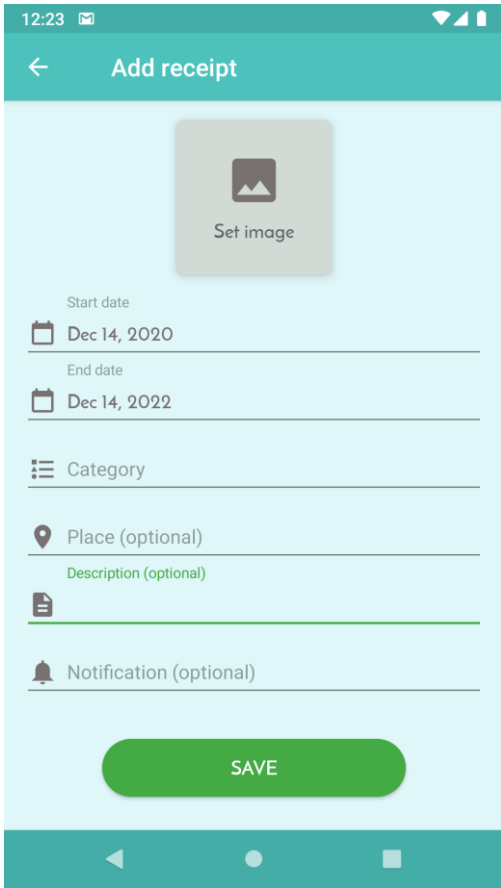 12:23
Add receipt
Set image
Start date
Dec 14, 2020
End date
Dec 14, 2022
Category
Place (optional)
Description (optional)
Notification (optional)
SAVE